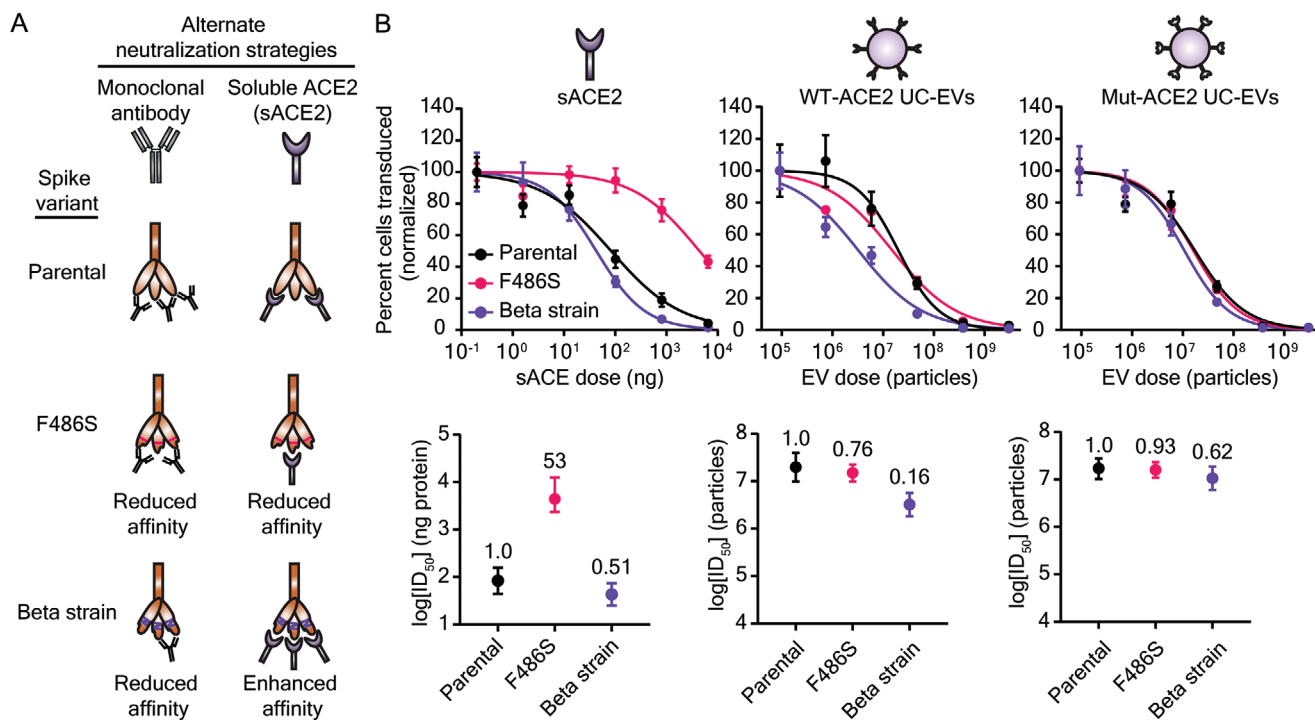 A
Alternate
neutralization strategies
Monoclonal
antibody
Soluble ACE2
(sACE2)
Spike
variant
Parental
F486S
Reduced
affinity
Reduced
affinity
Beta strain
Reduced
affinity
Enhanced
affinity
B
sACE2
Percent cells transduced
(normalized)
140
120
100
80
60
40
20
0
Parental
F486S
Beta strain
10⁻¹ 10⁰ 10¹ 10² 10³ 10⁴
sACE dose (ng)
WT-ACE2 UC-EVs
140
120
100
80
60
40
20
0
10⁵ 10⁶ 10⁷ 10⁸ 10⁹
EV dose (particles)
Mut-ACE2 UC-EVs
140
120
100
80
60
40
20
0
10⁵ 10⁶ 10⁷ 10⁸ 10⁹
EV dose (particles)
log[ID₅₀] (ng protein)
5
4
3
2
1
1.0
53
0.51
Parental
F486S
Beta strain
log[ID₅₀] (particles)
8
7
6
5
4
1.0
0.76
0.16
Parental
F486S
Beta strain
log[ID₅₀] (particles)
8
7
6
5
4
1.0
0.93
0.62
Parental
F486S
Beta strain